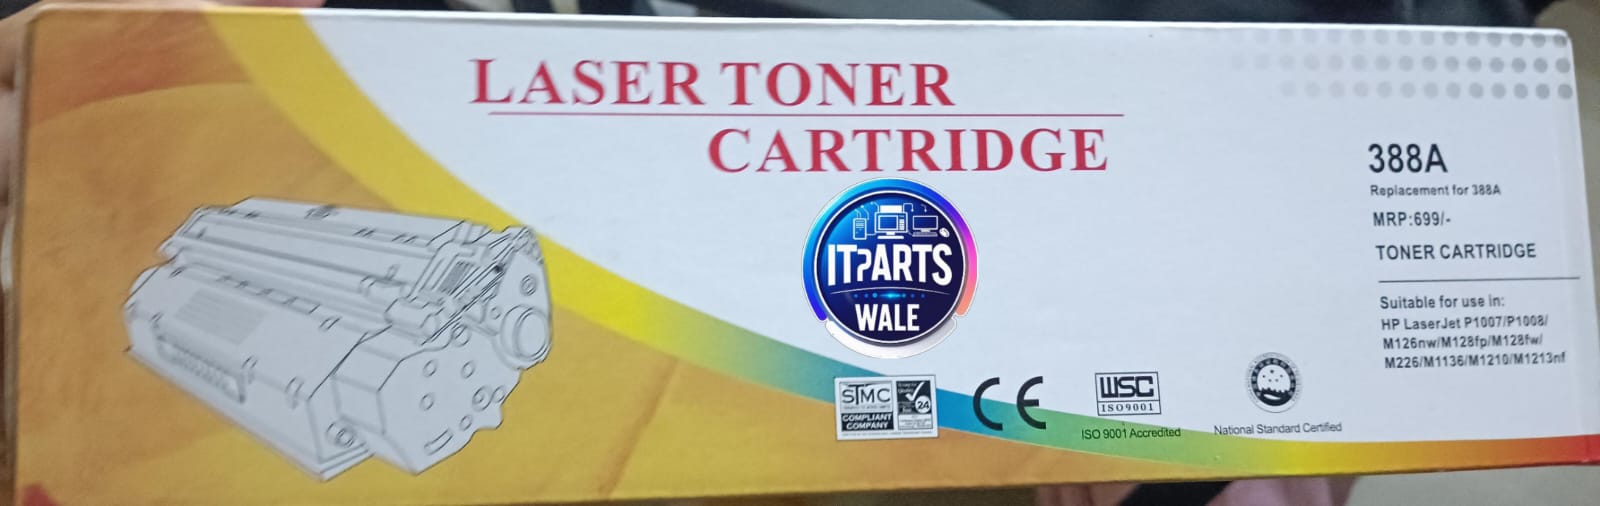 LASER TONER
CARTRIDGE
388A
Replacement for 388A
MRP:699/-
TONER CARTRIDGE
Suitable for use in:
HP LaserJet P1007/P1008/
M126nw/M128fp/M128fw/
M226/M1136/M1210/M1213nf
ITPARTS
WALE
STMC
COMPLIANT
COMPANY
24
CE
WSC
ISO9001
ISO 9001 Accredited
National Standard Certified